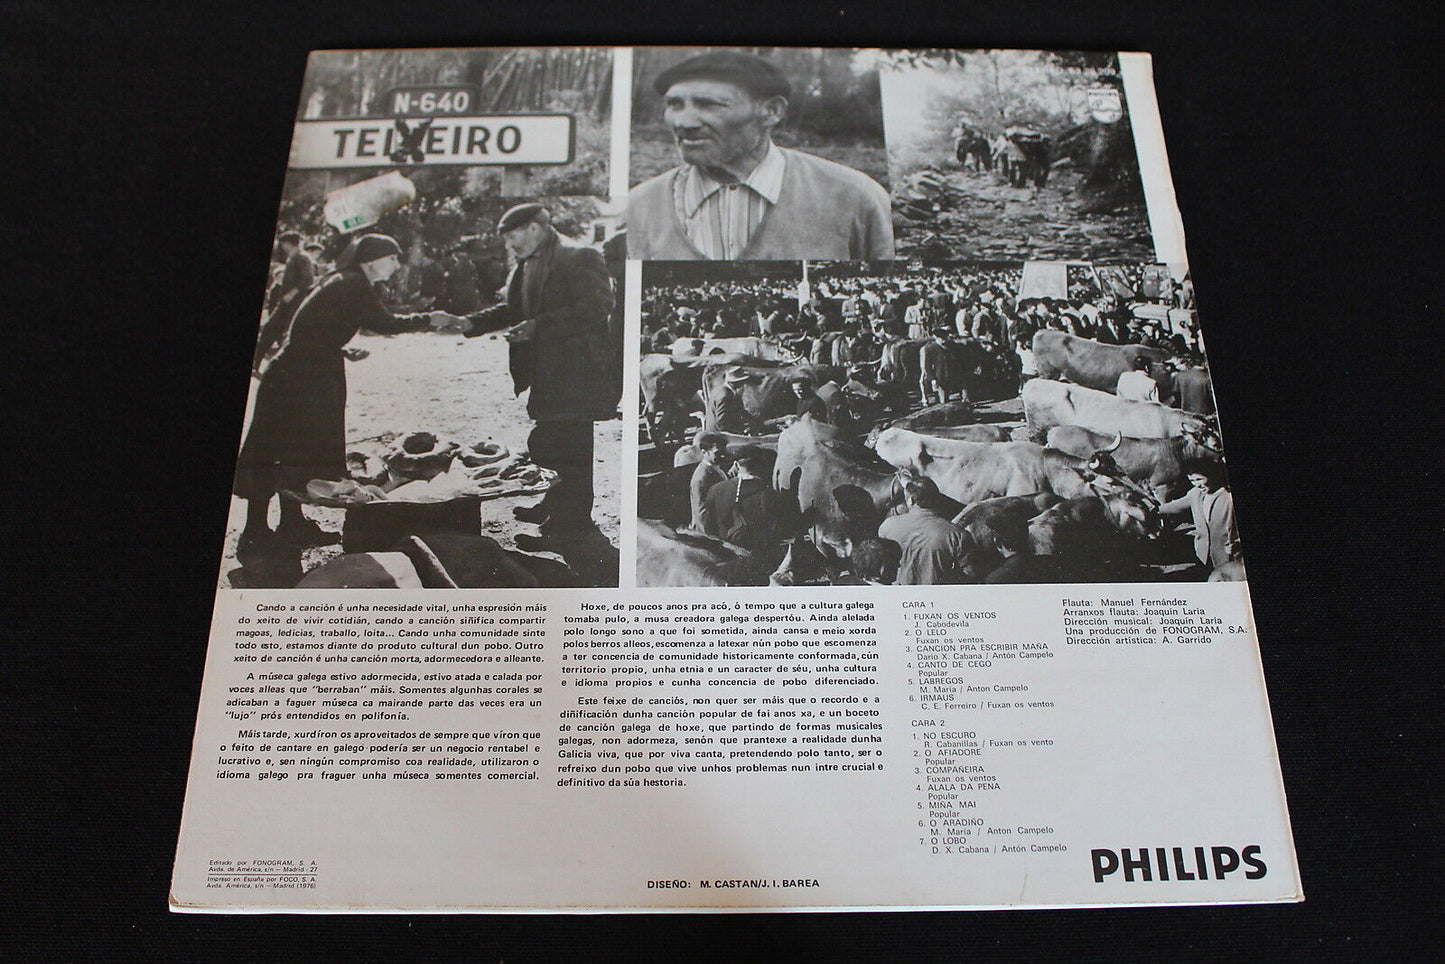 N-640
TEIXEIRO
PHILIPS
Cando a canción é unha necesidade vital, unha espresión máis
do xeito de vivir cotidián, cando a canción siñifica compartir
magoas, ledicias, traballo, loita... Cando unha comunidade sinte
todo esto, estamos diante do produto cultural dun pobo. Outro
xeito de canción é unha canción morta, adormecedora e alleante.
A múseca galega estivo adormecida, estivo atada e calada por
voces alleas que "berraban" máis. Somentes algunhas corales se
adicaban a faguer múseca ca mairande parte das veces era un
"lujo" prós entendidos en polifonía.
Máis tarde, xurdíron os aproveitados de sempre que viron que
o feito de cantare en galego podería ser un negocio rentabel e
lucrativo e, sen ningún compromiso coa realidade, utilizaron o
idioma galego pra fraguer unha múseca somentes comercial.
Hoxe, de poucos anos pra acó, ó tempo que a cultura galega
tomaba pulo, a musa creadora galega despertóu. Ainda alelada
polo longo sono a que foi sometida, ainda cansa e meio xorda
polos berros alleos, escomenza a latexar nún pobo que escomenza
a ter concencia de comunidade historicamente conformada, cún
territorio propio, unha etnia e un caracter de séu, unha cultura
e idioma propios e cunha concencia de pobo diferenciado.
Este feixe de canciós, non quer ser máis que o recordo e a
diñificación dunha canción popular de fai anos xa, e un boceto
de canción galega de hoxe, que partindo de formas musicales
galegas, non adormeza, senón que prantexe a realidade dunha
Galicia viva, que por viva canta, pretendendo polo tanto, ser o
refreixo dun pobo que vive unhos problemas nun intre crucial e
definitivo da súa hestoria.
CARA 1
1. FUXAN OS VENTOS
J. Cabodevila
2. O LELO
Fuxan os ventos
3. CANCION PRA ESCRIBIR MAÑA
Dario X. Cabana / Antón Campelo
4. CANTO DE CEGO
Popular
5. LABREGOS
M. Maria / Anton Campelo
6. IRMAUS
C. E. Ferreiro / Fuxan os ventos
CARA 2
1. NO ESCURO
R. Cabanillas / Fuxan os vento
2. O AFIADORE
Popular
3. COMPAÑEIRA
Fuxan os ventos
4. ALALA DA PENA
Popular
5. MIÑA MAI
Popular
6. O ARADIÑO
M. Maria / Anton Campelo
7. O LOBO
D. X. Cabana / Antón Campelo
Flauta: Manuel Fernández
Arranxos flauta: Joaquín Laria
Dirección musical: Joaquín Laria
Una producción de FONOGRAM, S.A.
Dirección artística: A. Garrido
Editado por FONOGRAM, S. A.
Avda. de América, s/n — Madrid - 27
Impreso en España por FOCO, S. A.
Avda. América, s/n — Madrid (1976)
DISEÑO: M. CASTAN/J. I. BAREA
PHILIPS